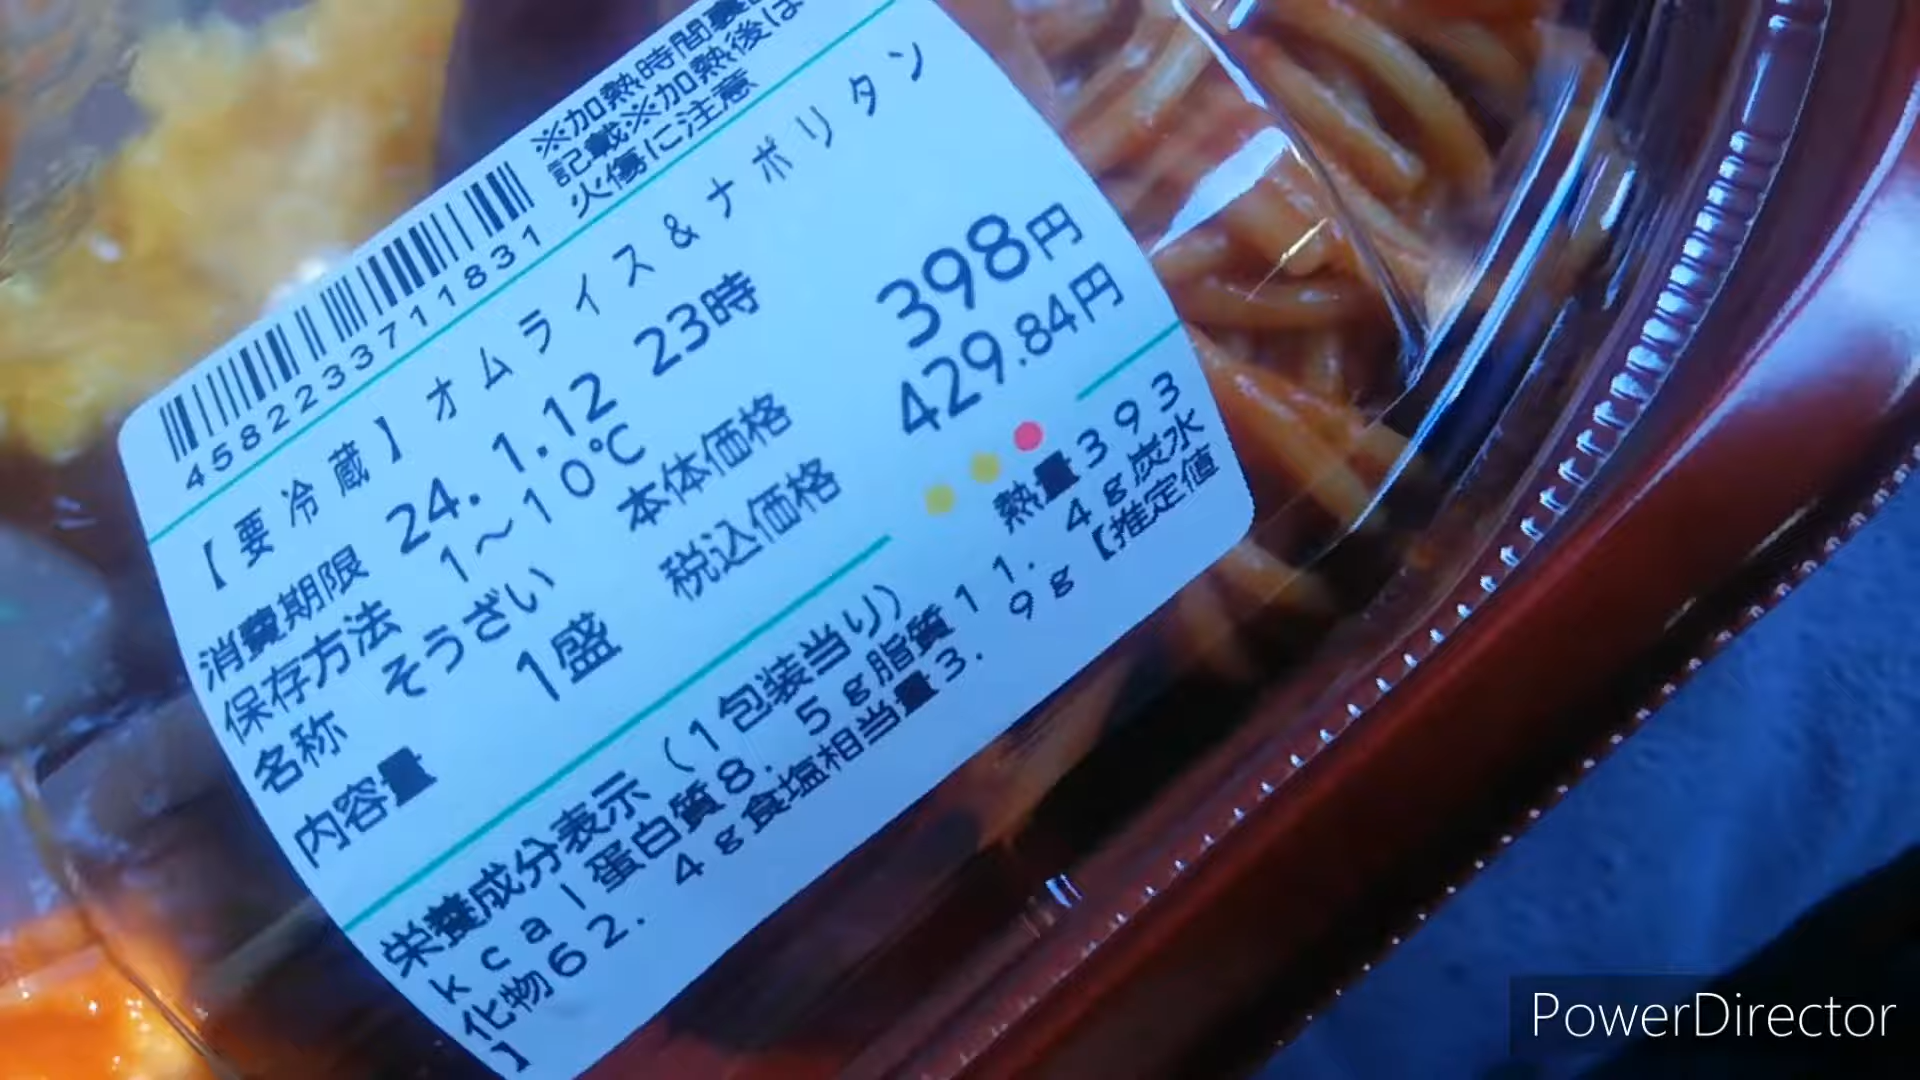 ※加熱時間裏面
記載※加熱後は
火傷に注意
4582233711831
【要冷蔵】オムライス&ナポリタン
消費期限 24. 1.12 23時
保存方法 1~10℃
名称 そうざい 本体価格 398円
内容量 1盛 税込価格 429.84円
栄養成分表示(1包装当り)熱量393
kcal蛋白質8.5g脂質11.4g炭水
化物62.4g食塩相当量3.9g【推定値
】
PowerDirector